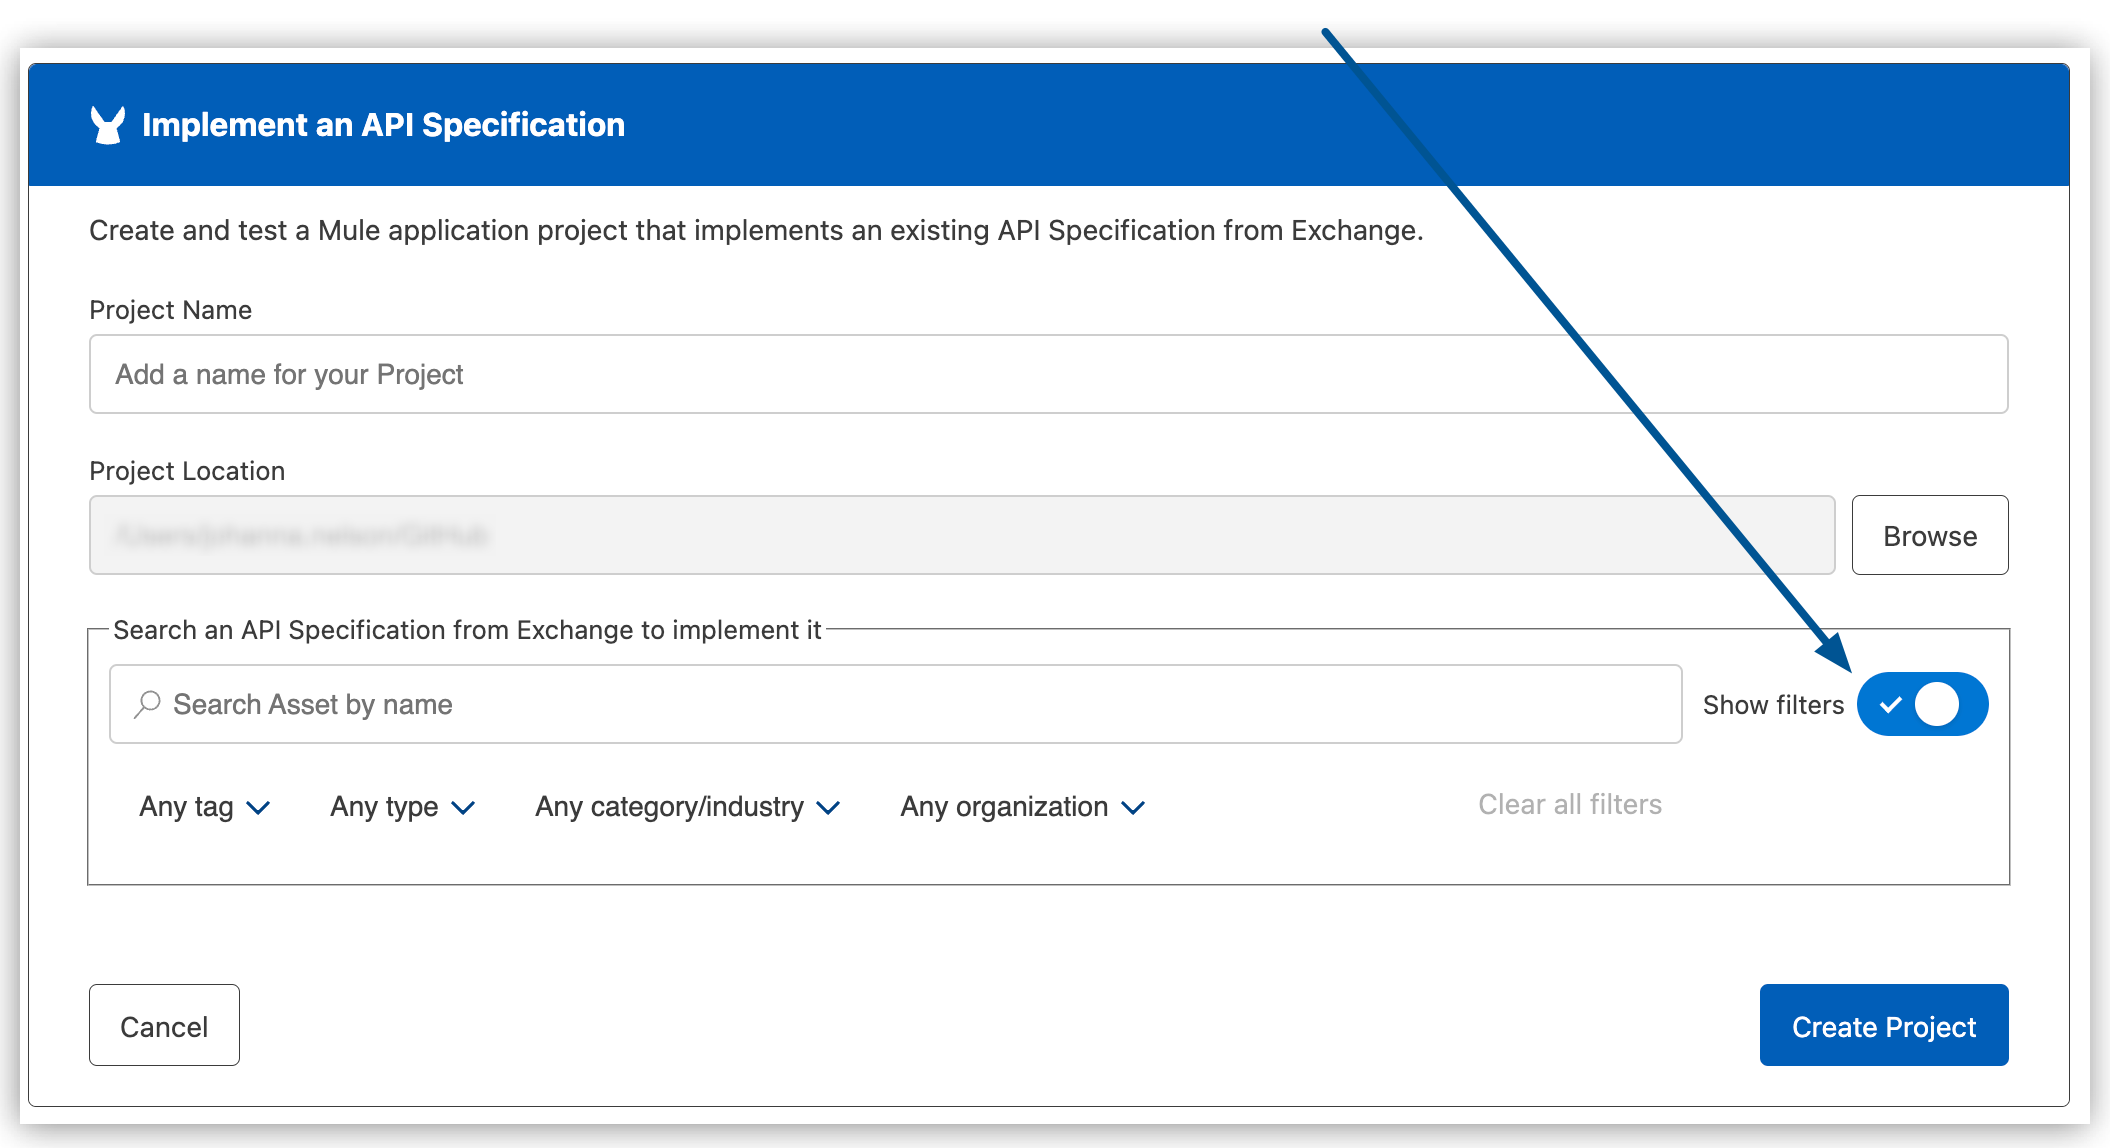 Implement an API Specification
Create and test a Mule application project that implements an existing API Specification from Exchange.
Project Name
Add a name for your Project
Project Location
Browse
Search an API Specification from Exchange to implement it
Search Asset by name
Show filters
Any tag
Any type
Any category/industry
Any organization
Clear all filters
Cancel
Create Project